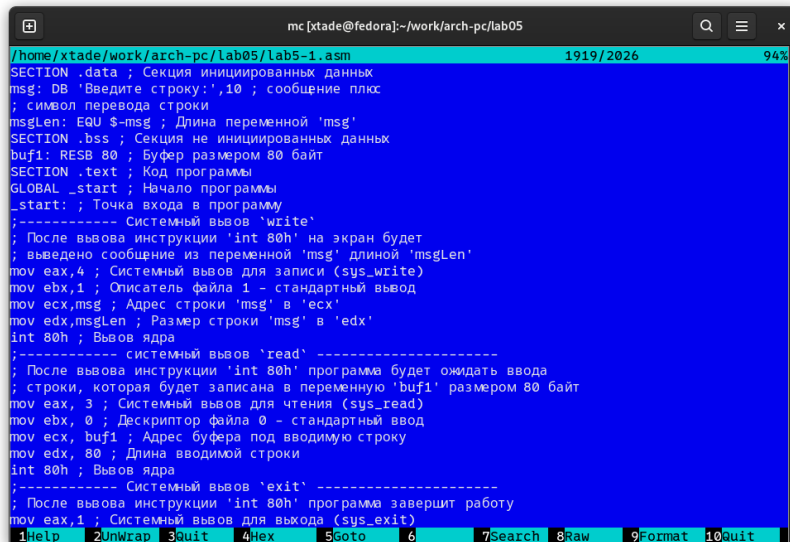 mc [xtade@fedora]:~/work/arch-pc/lab05
/home/xtade/work/arch-pc/lab05/lab5-1.asm 1919/2026 94%
SECTION .data ; Секция инициированных данных
msg: DB 'Введите строку:',10 ; сообщение плюс
; символ перевода строки
msgLen: EQU $-msg ; Длина переменной 'msg'
SECTION .bss ; Секция не инициированных данных
buf1: RESB 80 ; Буфер размером 80 байт
SECTION .text ; Код программы
GLOBAL _start ; Начало программы
_start: ; Точка входа в программу
;------------ Системный вызов `write`
; После вызова инструкции 'int 80h' на экран будет
; выведено сообщение из переменной 'msg' длиной 'msgLen'
mov eax,4 ; Системный вызов для записи (sys_write)
mov ebx,1 ; Описатель файла 1 - стандартный вывод
mov ecx,msg ; Адрес строки 'msg' в 'ecx'
mov edx,msgLen ; Размер строки 'msg' в 'edx'
int 80h ; Вызов ядра
;------------ системный вызов `read` ----------------------
; После вызова инструкции 'int 80h' программа будет ожидать ввода
; строки, которая будет записана в переменную 'buf1' размером 80 байт
mov eax, 3 ; Системный вызов для чтения (sys_read)
mov ebx, 0 ; Дескриптор файла 0 - стандартный ввод
mov ecx, buf1 ; Адрес буфера под вводимую строку
mov edx, 80 ; Длина вводимой строки
int 80h ; Вызов ядра
;------------ Системный вызов `exit` ----------------------
; После вызова инструкции 'int 80h' программа завершит работу
mov eax,1 ; Системный вызов для выхода (sys_exit)
1Help 2UnWrap 3Quit 4Hex 5Goto 6 7Search 8Raw 9Format 10Quit